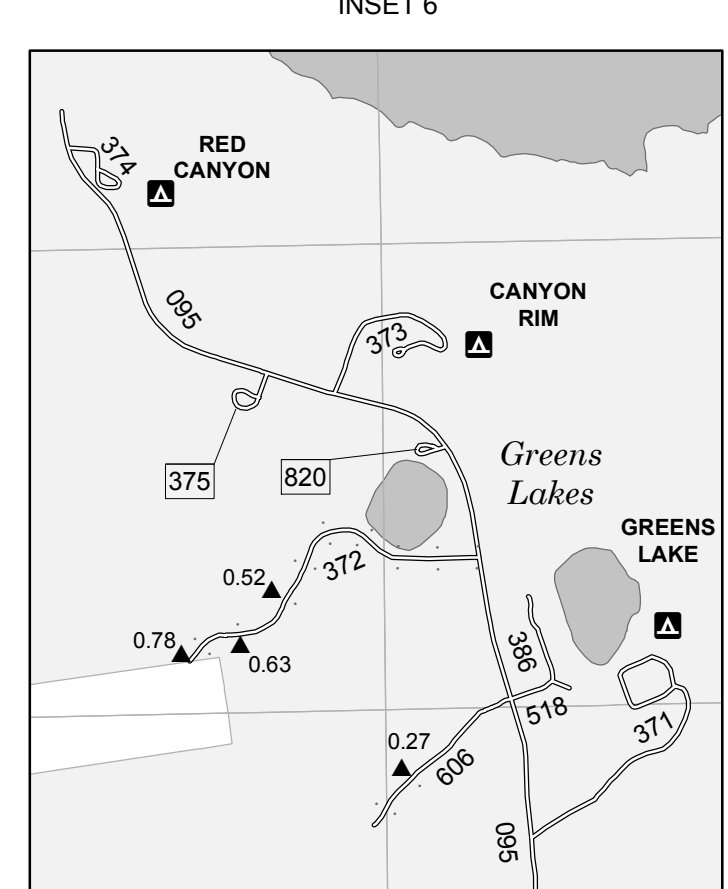 INSET 6
374
RED
CANYON
095
CANYON
RIM
373
375
820
Greens
Lakes
GREENS
LAKE
372
0.52
0.78
0.63
386
518
371
0.27
606
095